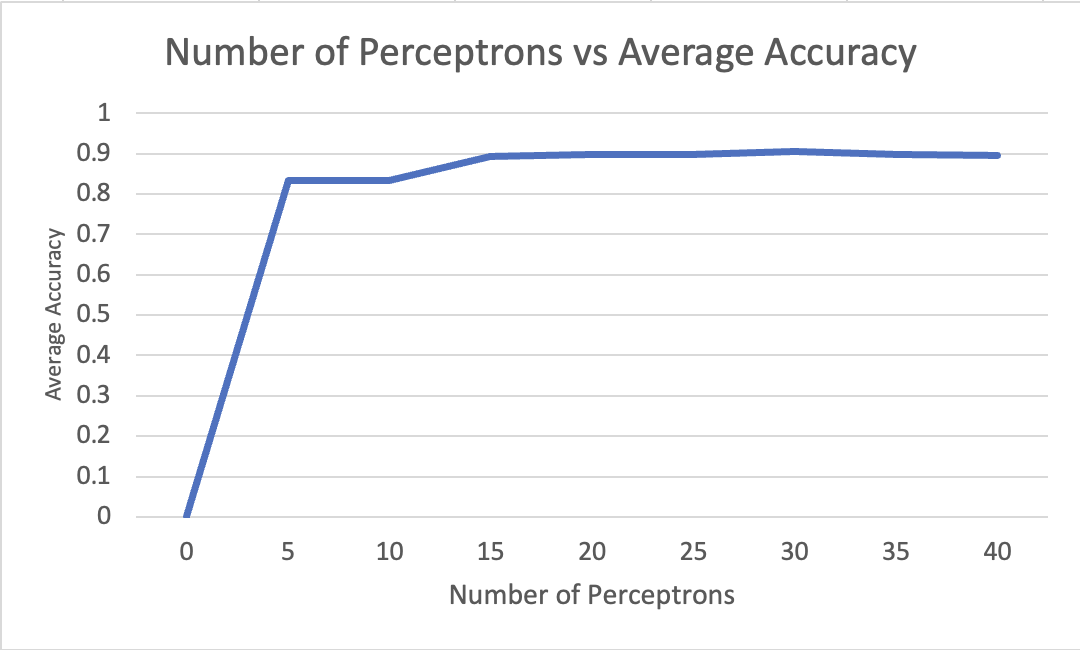 Number of Perceptrons vs Average Accuracy
1
0.9
0.8
0.7
0.6
0.5
0.4
0.3
0.2
0.1
0
Average Accuracy
0 5 10 15 20 25 30 35 40
Number of Perceptrons